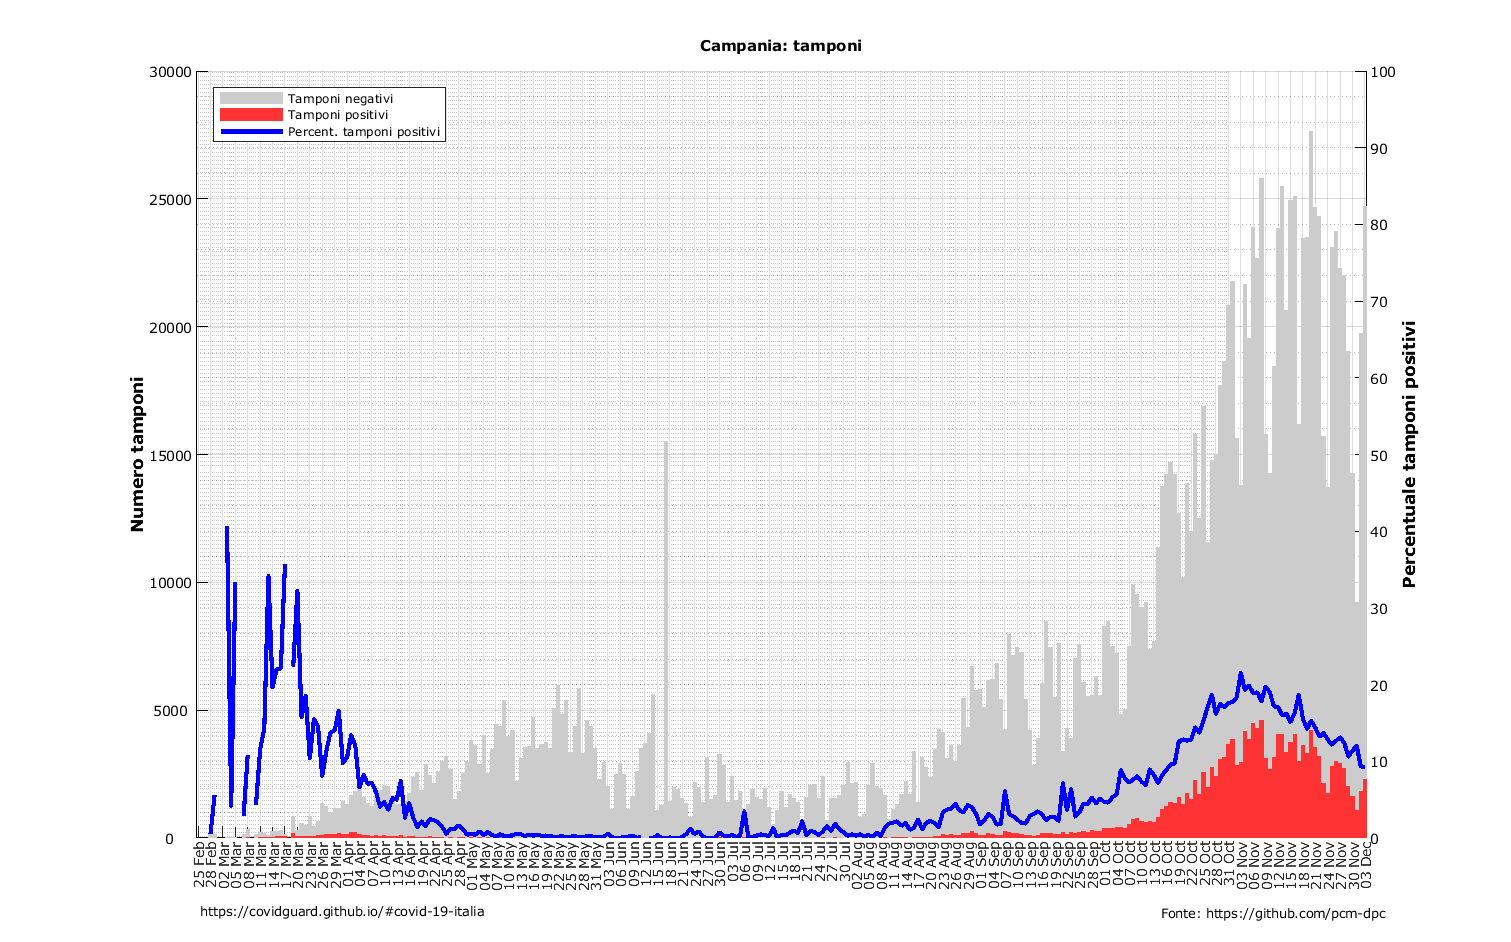 Campania: tamponi
Tamponi negativi
Tamponi positivi
Percent. tamponi positivi
Numero tamponi
30000
25000
20000
15000
10000
5000
0
Percentuale tamponi positivi
100
90
80
70
60
50
40
30
20
10
0
25 Feb
28 Feb
02 Mar
05 Mar
08 Mar
11 Mar
14 Mar
17 Mar
20 Mar
23 Mar
26 Mar
29 Mar
01 Apr
04 Apr
07 Apr
10 Apr
13 Apr
16 Apr
19 Apr
22 Apr
25 Apr
28 Apr
01 May
04 May
07 May
10 May
13 May
16 May
19 May
22 May
25 May
28 May
31 May
03 Jun
06 Jun
09 Jun
12 Jun
15 Jun
18 Jun
21 Jun
24 Jun
27 Jun
30 Jun
03 Jul
06 Jul
09 Jul
12 Jul
15 Jul
18 Jul
21 Jul
24 Jul
27 Jul
30 Jul
02 Aug
05 Aug
08 Aug
11 Aug
14 Aug
17 Aug
20 Aug
23 Aug
26 Aug
29 Aug
01 Sep
04 Sep
07 Sep
10 Sep
13 Sep
16 Sep
19 Sep
22 Sep
25 Sep
28 Sep
01 Oct
04 Oct
07 Oct
10 Oct
13 Oct
16 Oct
19 Oct
22 Oct
25 Oct
28 Oct
31 Oct
03 Nov
06 Nov
09 Nov
12 Nov
15 Nov
18 Nov
21 Nov
24 Nov
27 Nov
30 Nov
03 Dec
https://covidguard.github.io/#covid-19-italia
Fonte: https://github.com/pcm-dpc